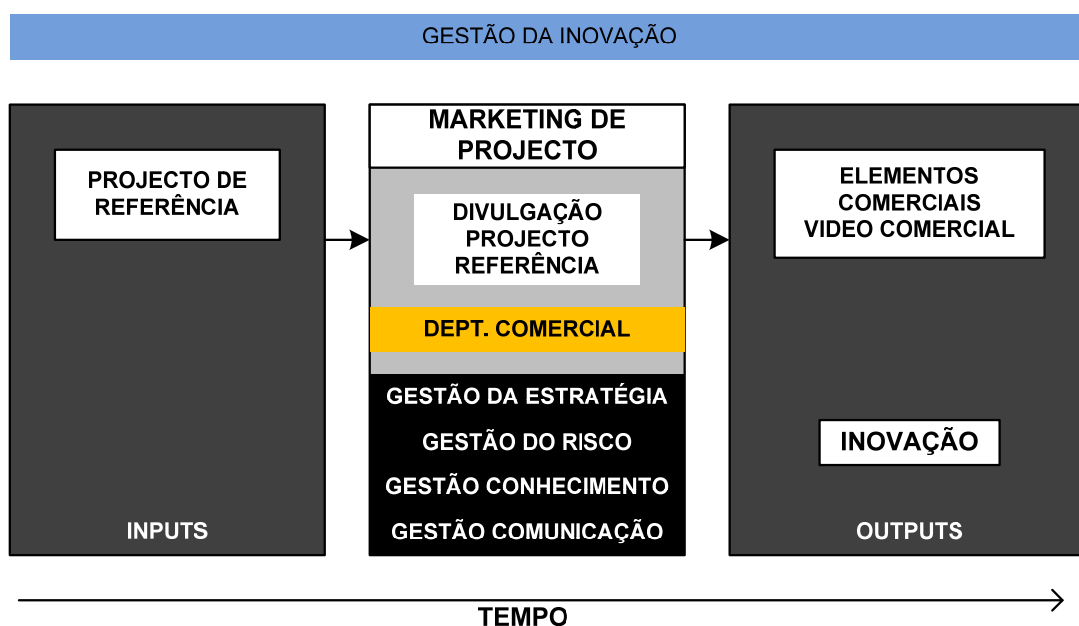 GESTÃO DA INOVAÇÃO
PROJECTO DE
REFERÊNCIA
INPUTS
MARKETING DE
PROJECTO
DIVULGAÇÃO
PROJECTO
REFERÊNCIA
DEPT. COMERCIAL
GESTÃO DA ESTRATÉGIA
GESTÃO DO RISCO
GESTÃO CONHECIMENTO
GESTÃO COMUNICAÇÃO
ELEMENTOS
COMERCIAIS
VIDEO COMERCIAL
INOVAÇÃO
OUTPUTS
TEMPO